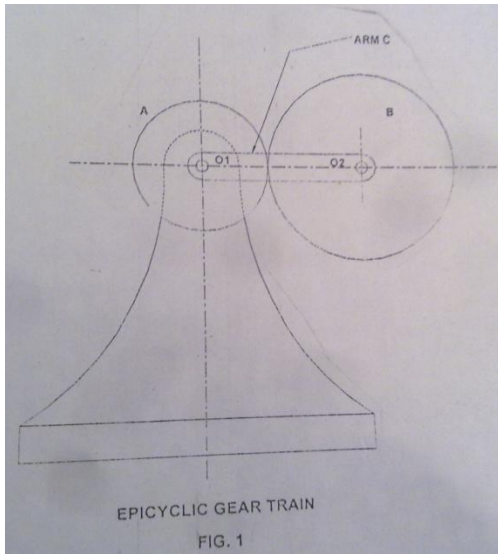 ARM C
A
B
O1
O2
EPICYCLIC GEAR TRAIN
FIG. 1